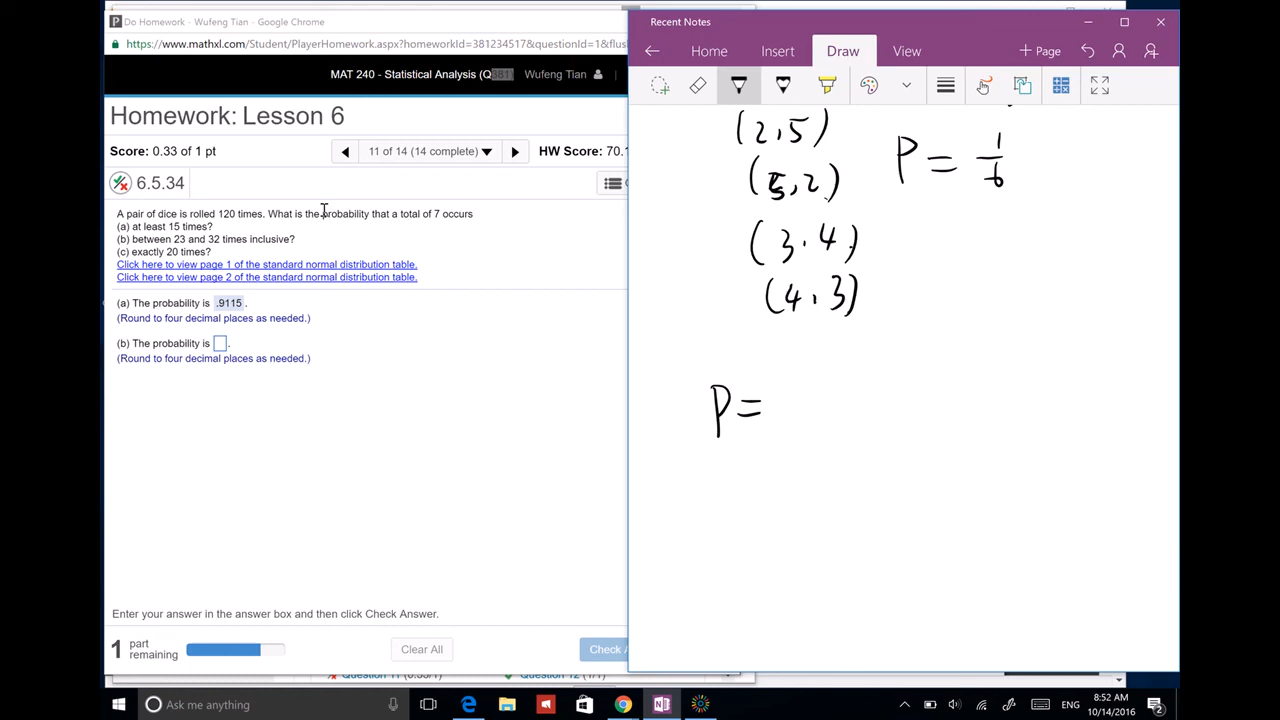 Do Homework - Wufeng Tian - Google Chrome
https://www.mathxl.com/Student/PlayerHomework.aspx?homeworkId=381234517&questionId=1&flus
MAT 240 - Statistical Analysis (Q381) Wufeng Tian
Homework: Lesson 6
Score: 0.33 of 1 pt
11 of 14 (14 complete)
HW Score: 70.
6.5.34
A pair of dice is rolled 120 times. What is the probability that a total of 7 occurs
(a) at least 15 times?
(b) between 23 and 32 times inclusive?
(c) exactly 20 times?
Click here to view page 1 of the standard normal distribution table.
Click here to view page 2 of the standard normal distribution table.
(a) The probability is .9115.
(Round to four decimal places as needed.)
(b) The probability is .
(Round to four decimal places as needed.)
Enter your answer in the answer box and then click Check Answer.
1 part remaining
Clear All
Check
Recent Notes
Home
Insert
Draw
View
+ Page
(2,5)
P = 1/6
(5,2)
(3.4)
(4.3)
P =
Ask me anything
ENG
8:52 AM
10/14/2016
2